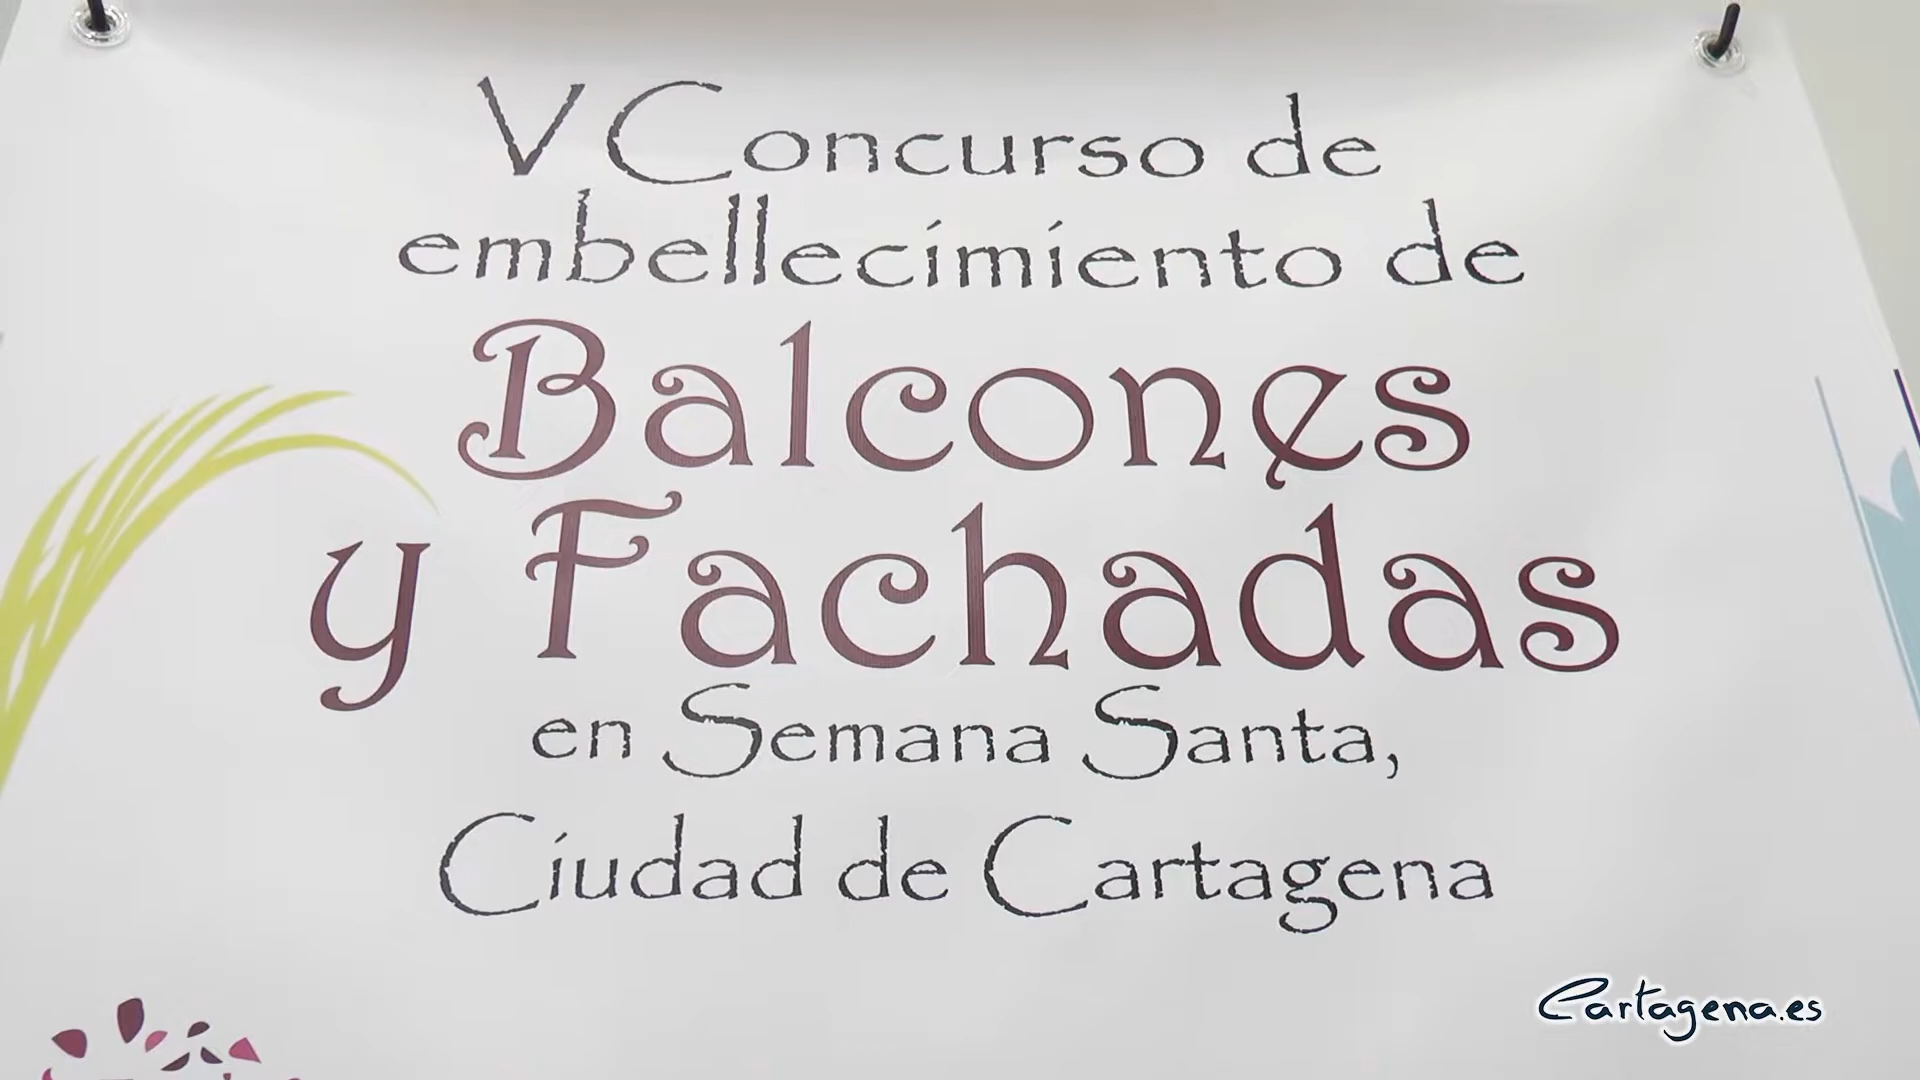 V Concurso de
embellecimiento de
Balcones
y Fachadas
en Semana Santa,
Ciudad de Cartagena
Cartagena.es